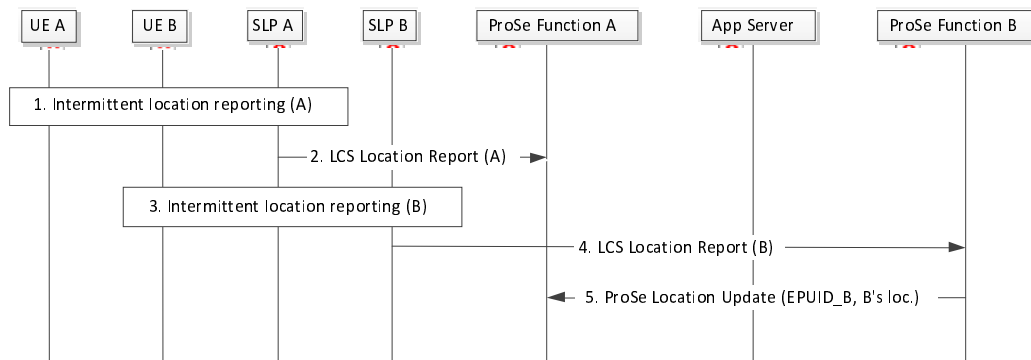 UE A
UE B
SLP A
SLP B
ProSe Function A
App Server
ProSe Function B
1. Intermittent location reporting (A)
2. LCS Location Report (A)
3. Intermittent location reporting (B)
4. LCS Location Report (B)
5. ProSe Location Update (EPUID_B, B's loc.)